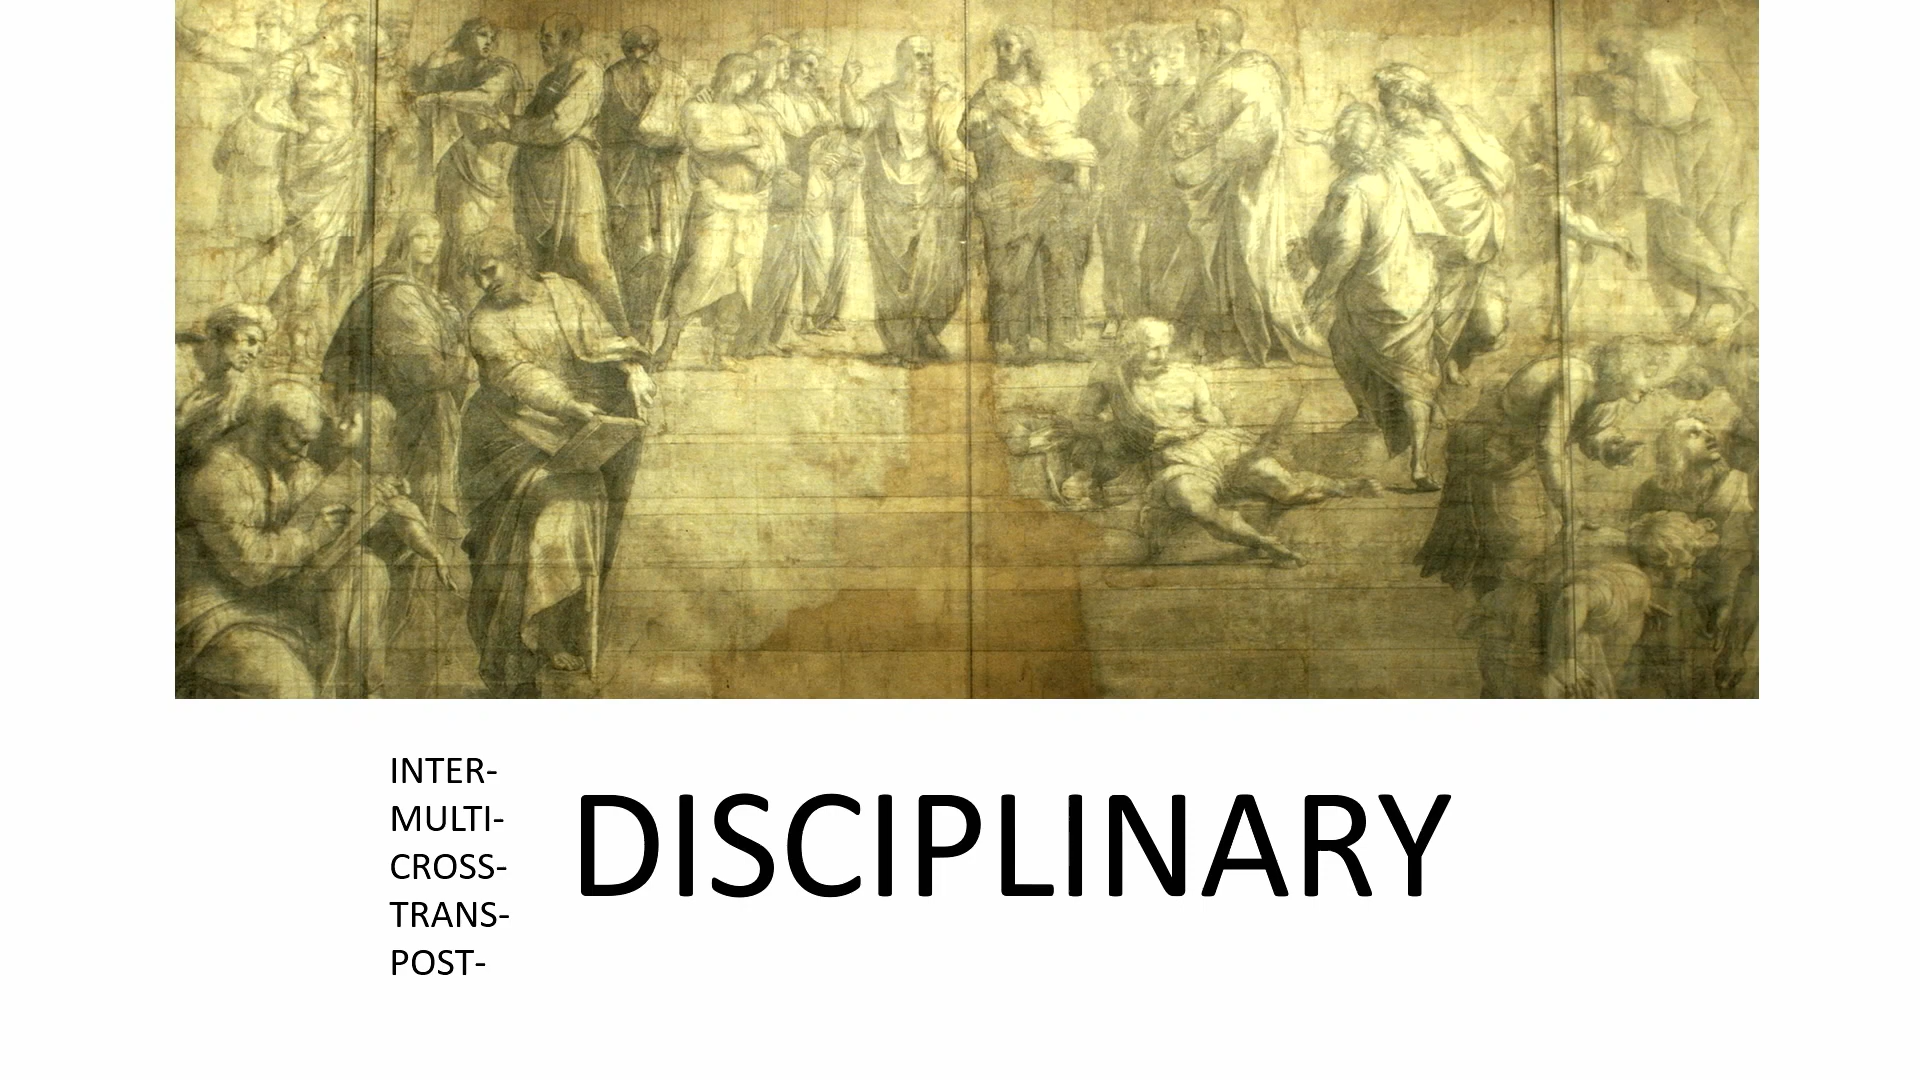 INTER-
MULTI-
CROSS-
TRANS-
POST-
DISCIPLINARY